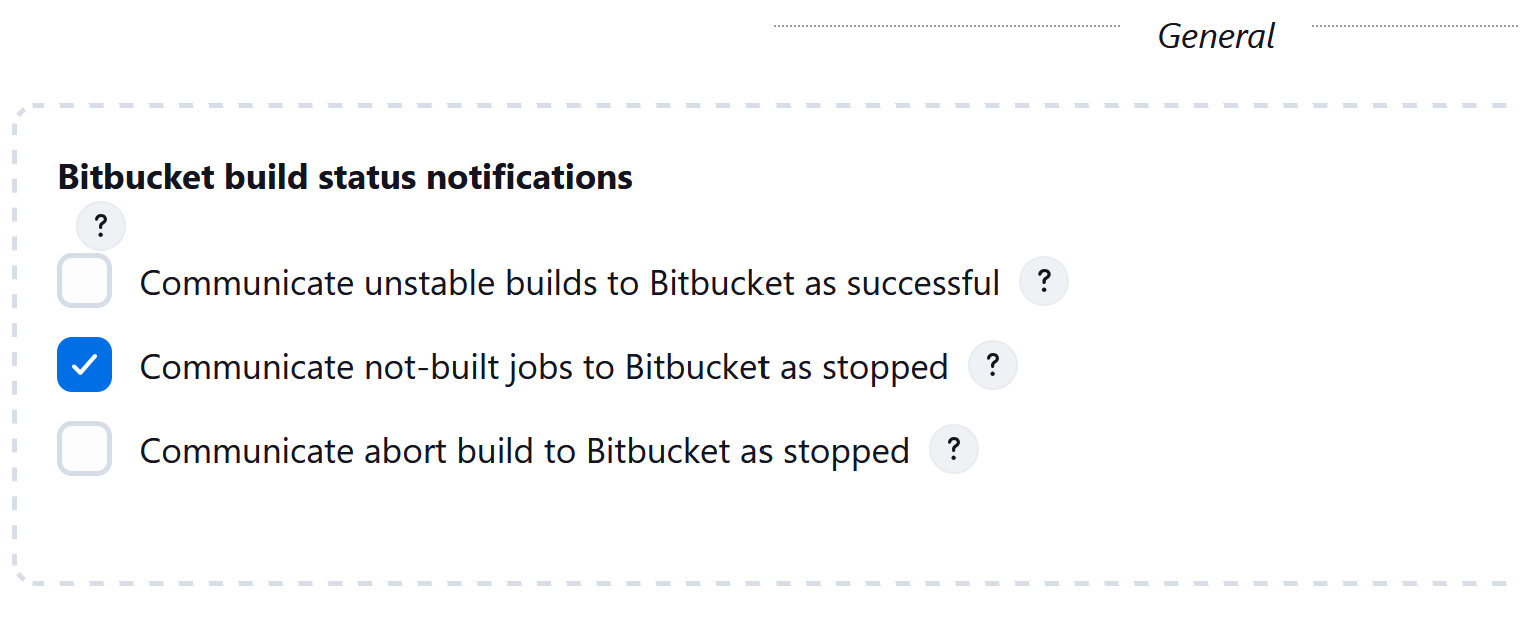 General
Bitbucket build status notifications
?
Communicate unstable builds to Bitbucket as successful ?
Communicate not-built jobs to Bitbucket as stopped ?
Communicate abort build to Bitbucket as stopped ?